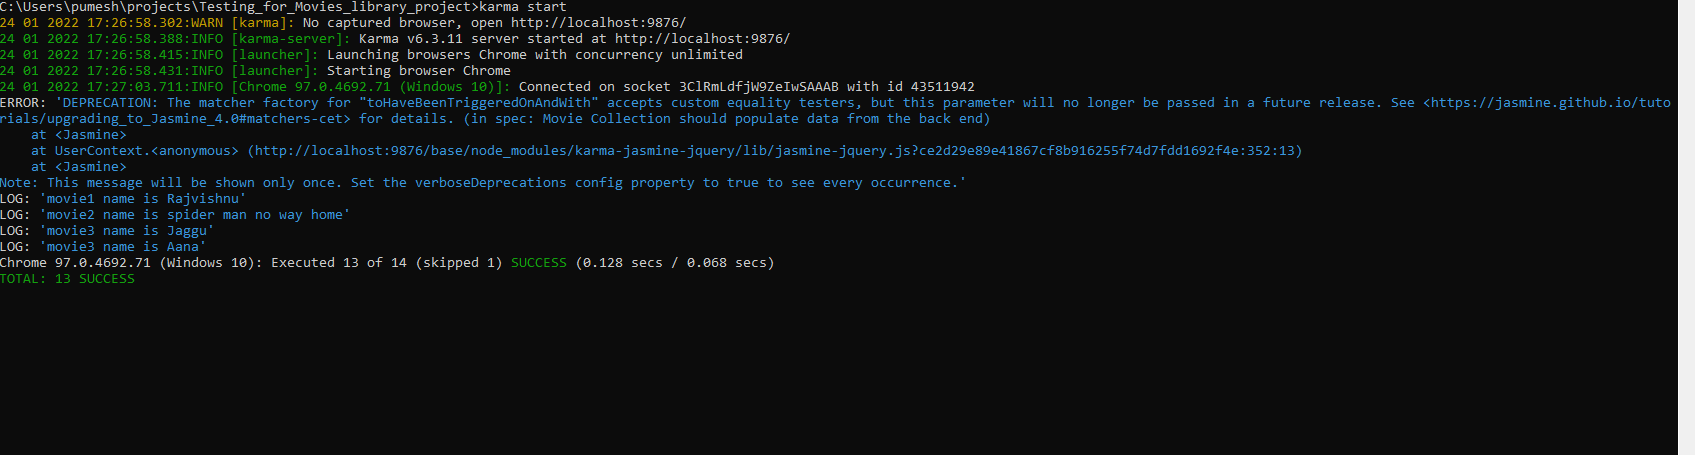 C:\Users\pumesh\projects\Testing_for_Movies_library_project>karma start
24 01 2022 17:26:58.302:WARN [karma]: No captured browser, open http://localhost:9876/
24 01 2022 17:26:58.388:INFO [karma-server]: Karma v6.3.11 server started at http://localhost:9876/
24 01 2022 17:26:58.415:INFO [launcher]: Launching browsers Chrome with concurrency unlimited
24 01 2022 17:26:58.431:INFO [launcher]: Starting browser Chrome
24 01 2022 17:27:03.711:INFO [Chrome 97.0.4692.71 (Windows 10)]: Connected on socket 3ClRmLdfjW9ZeIwSAAAB with id 43511942
ERROR: 'DEPRECATION: The matcher factory for "toHaveBeenTriggeredOnAndWith" accepts custom equality testers, but this parameter will no longer be passed in a future release. See <https://jasmine.github.io/tuto
rials/upgrading_to_Jasmine_4.0#matchers-cet> for details. (in spec: Movie Collection should populate data from the back end)
    at <Jasmine>
    at UserContext.<anonymous> (http://localhost:9876/base/node_modules/karma-jasmine-jquery/lib/jasmine-jquery.js?ce2d29e89e41867cf8b916255f74d7fdd1692f4e:352:13)
    at <Jasmine>
Note: This message will be shown only once. Set the verboseDeprecations config property to true to see every occurrence.'
LOG: 'movie1 name is Rajvishnu'
LOG: 'movie2 name is spider man no way home'
LOG: 'movie3 name is Jaggu'
LOG: 'movie3 name is Aana'
Chrome 97.0.4692.71 (Windows 10): Executed 13 of 14 (skipped 1) SUCCESS (0.128 secs / 0.068 secs)
TOTAL: 13 SUCCESS